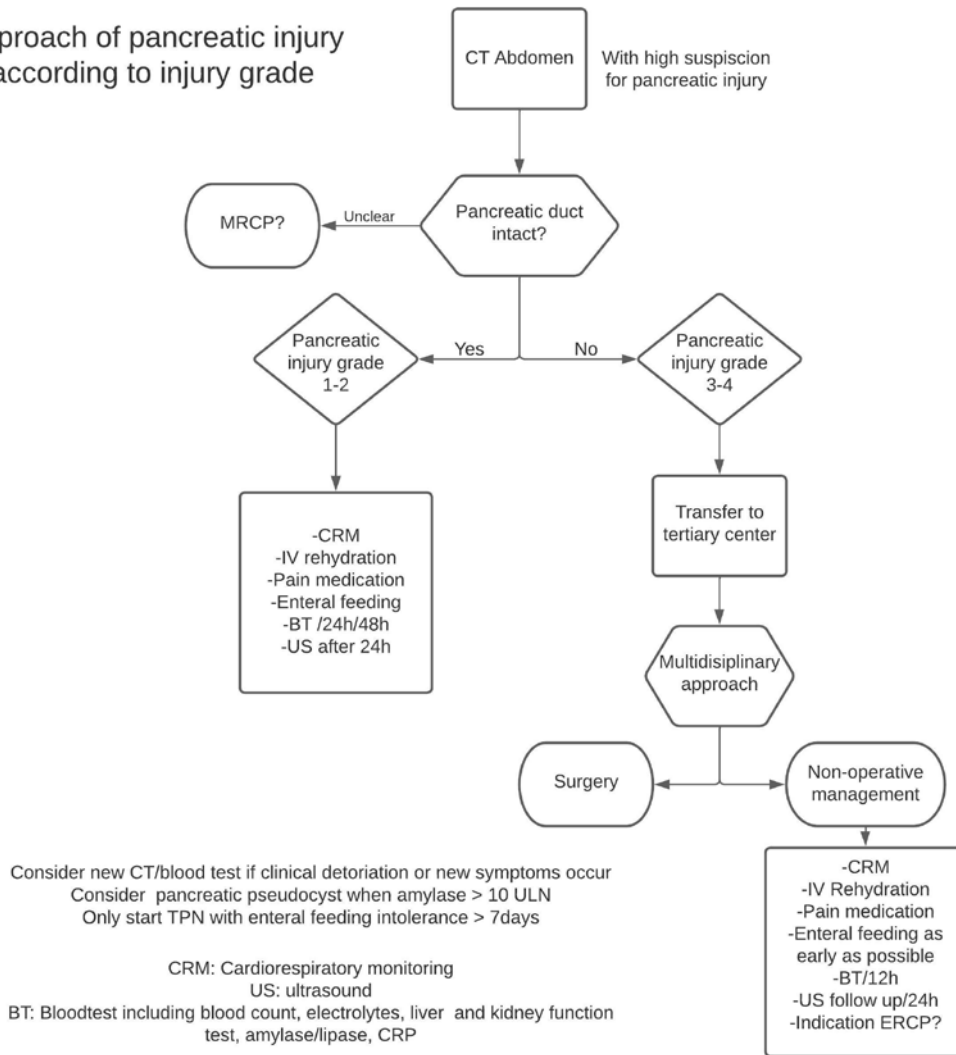 proach of pancreatic injury
according to injury grade
CT Abdomen
With high suspiscion
for pancreatic injury
Pancreatic duct
intact?
Unclear
MRCP?
Yes
No
Pancreatic
injury grade
1-2
Pancreatic
injury grade
3-4
-CRM
-IV rehydration
-Pain medication
-Enteral feeding
-BT /24h/48h
-US after 24h
Transfer to
tertiary center
Multidisiplinary
approach
Surgery
Non-operative
management
-CRM
-IV Rehydration
-Pain medication
-Enteral feeding as
early as possible
-BT/12h
-US follow up/24h
-Indication ERCP?
Consider new CT/blood test if clinical detoriation or new symptoms occur
Consider pancreatic pseudocyst when amylase > 10 ULN
Only start TPN with enteral feeding intolerance > 7days
CRM: Cardiorespiratory monitoring
US: ultrasound
BT: Bloodtest including blood count, electrolytes, liver and kidney function
test, amylase/lipase, CRP